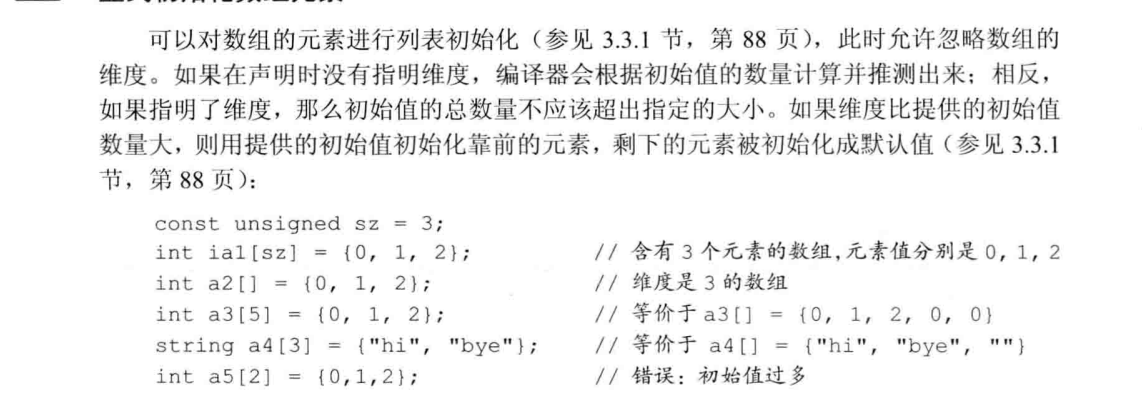 可以对数组的元素进行列表初始化（参见 3.3.1 节，第 88 页），此时允许忽略数组的
维度。如果在声明时没有指明维度，编译器会根据初始值的数量计算并推测出来；相反，
如果指明了维度，那么初始值的总数量不应该超出指定的大小。如果维度比提供的初始值
数量大，则用提供的初始值初始化靠前的元素，剩下的元素被初始化成默认值（参见 3.3.1
节，第 88 页）：
const unsigned sz = 3;
int ia1[sz] = {0, 1, 2}; // 含有 3 个元素的数组，元素值分别是 0, 1, 2
int a2[] = {0, 1, 2}; // 维度是 3 的数组
int a3[5] = {0, 1, 2}; // 等价于 a3[] = {0, 1, 2, 0, 0}
string a4[3] = {"hi", "bye"}; // 等价于 a4[] = {"hi", "bye", ""}
int a5[2] = {0,1,2}; // 错误：初始值过多